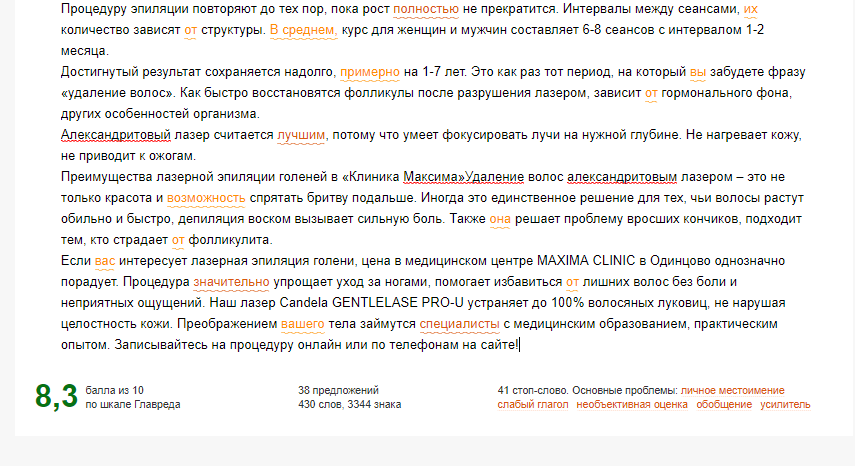 Процедуру эпиляции повторяют до тех пор, пока рост полностью не прекратится. Интервалы между сеансами, их
количество зависят от структуры. В среднем, курс для женщин и мужчин составляет 6-8 сеансов с интервалом 1-2
месяца.
Достигнутый результат сохраняется надолго, примерно на 1-7 лет. Это как раз тот период, на который вы забудете фразу
«удаление волос». Как быстро восстановятся фолликулы после разрушения лазером, зависит от гормонального фона,
других особенностей организма.
Александритовый лазер считается лучшим, потому что умеет фокусировать лучи на нужной глубине. Не нагревает кожу,
не приводит к ожогам.
Преимущества лазерной эпиляции голеней в «Клиника Максима»Удаление волос александритовым лазером – это не
только красота и возможность спрятать бритву подальше. Иногда это единственное решение для тех, чьи волосы растут
обильно и быстро, депиляция воском вызывает сильную боль. Также она решает проблему вросших кончиков, подходит
тем, кто страдает от фолликулита.
Если вас интересует лазерная эпиляция голени, цена в медицинском центре MAXIMA CLINIC в Одинцово однозначно
порадует. Процедура значительно упрощает уход за ногами, помогает избавиться от лишних волос без боли и
неприятных ощущений. Наш лазер Candela GENTLELASE PRO-U устраняет до 100% волосяных луковиц, не нарушая
целостность кожи. Преображением вашего тела займутся специалисты с медицинским образованием, практическим
опытом. Записывайтесь на процедуру онлайн или по телефонам на сайте!
8,3 балла из 10 38 предложений 41 стоп-слово. Основные проблемы: личное местоимение
по шкале Главреда 430 слов, 3344 знака слабый глагол необъективная оценка обобщение усилитель